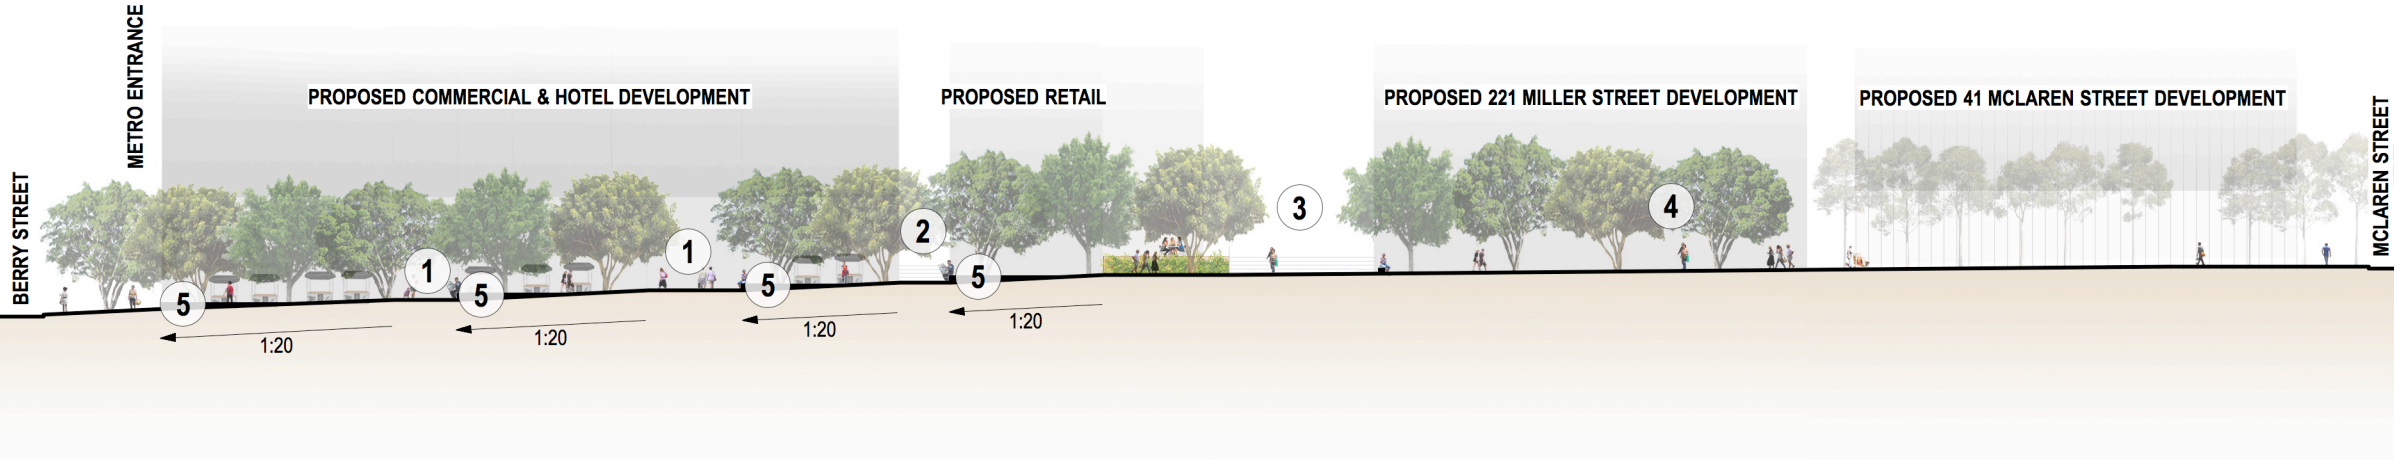 BERRY STREET
METRO ENTRANCE
PROPOSED COMMERCIAL & HOTEL DEVELOPMENT
PROPOSED RETAIL
PROPOSED 221 MILLER STREET DEVELOPMENT
PROPOSED 41 MCLAREN STREET DEVELOPMENT
MCLAREN STREET
5
1
5
1
5
2
5
3
4
1:20
1:20
1:20
1:20